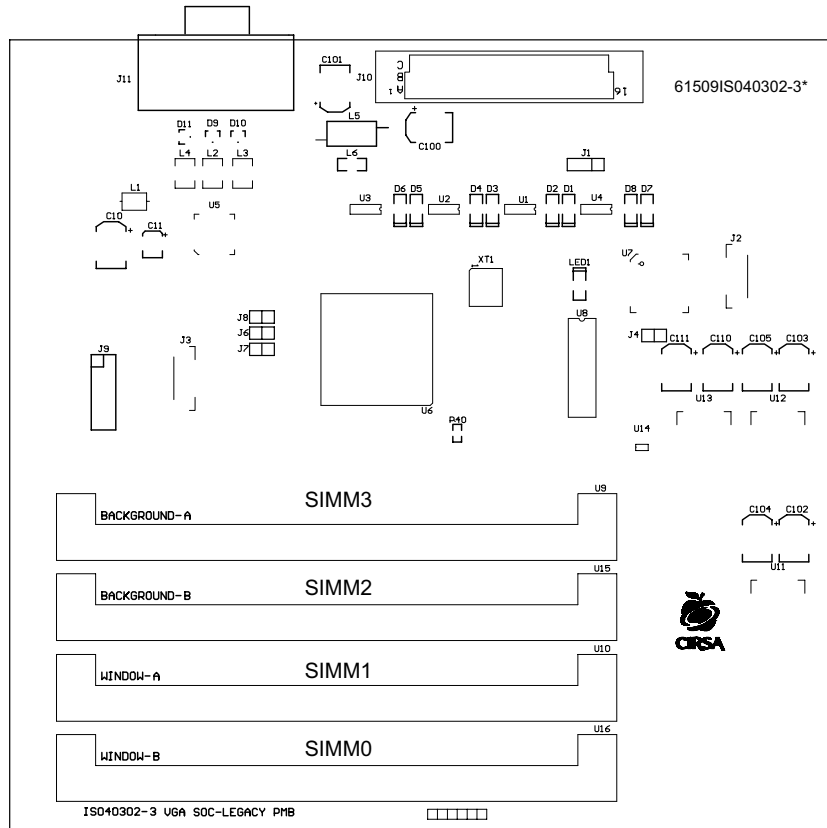 C101
J10
C
B
A 1
16
61509IS040302-3*
J11
D11 D9 D10
L5
C100
L4 L2 L3
L6
J1
L1
U5
U3 D6 D5 U2 D4 D3 U1 D2 D1 U4 D8 D7
C10 C11
XT1
LED1
U7
J2
J8
J6
J7
J3
J9
U8
J4
C111 C110 C105 C103
U6
U13 U12
U14
SIMM3
U9
BACKGROUND-A
C104 C102
U11
SIMM2
U15
BACKGROUND-B
CIRSA
SIMM1
U10
WINDOW-A
SIMM0
U16
WINDOW-B
IS040302-3 VGA SOC-LEGACY PMB